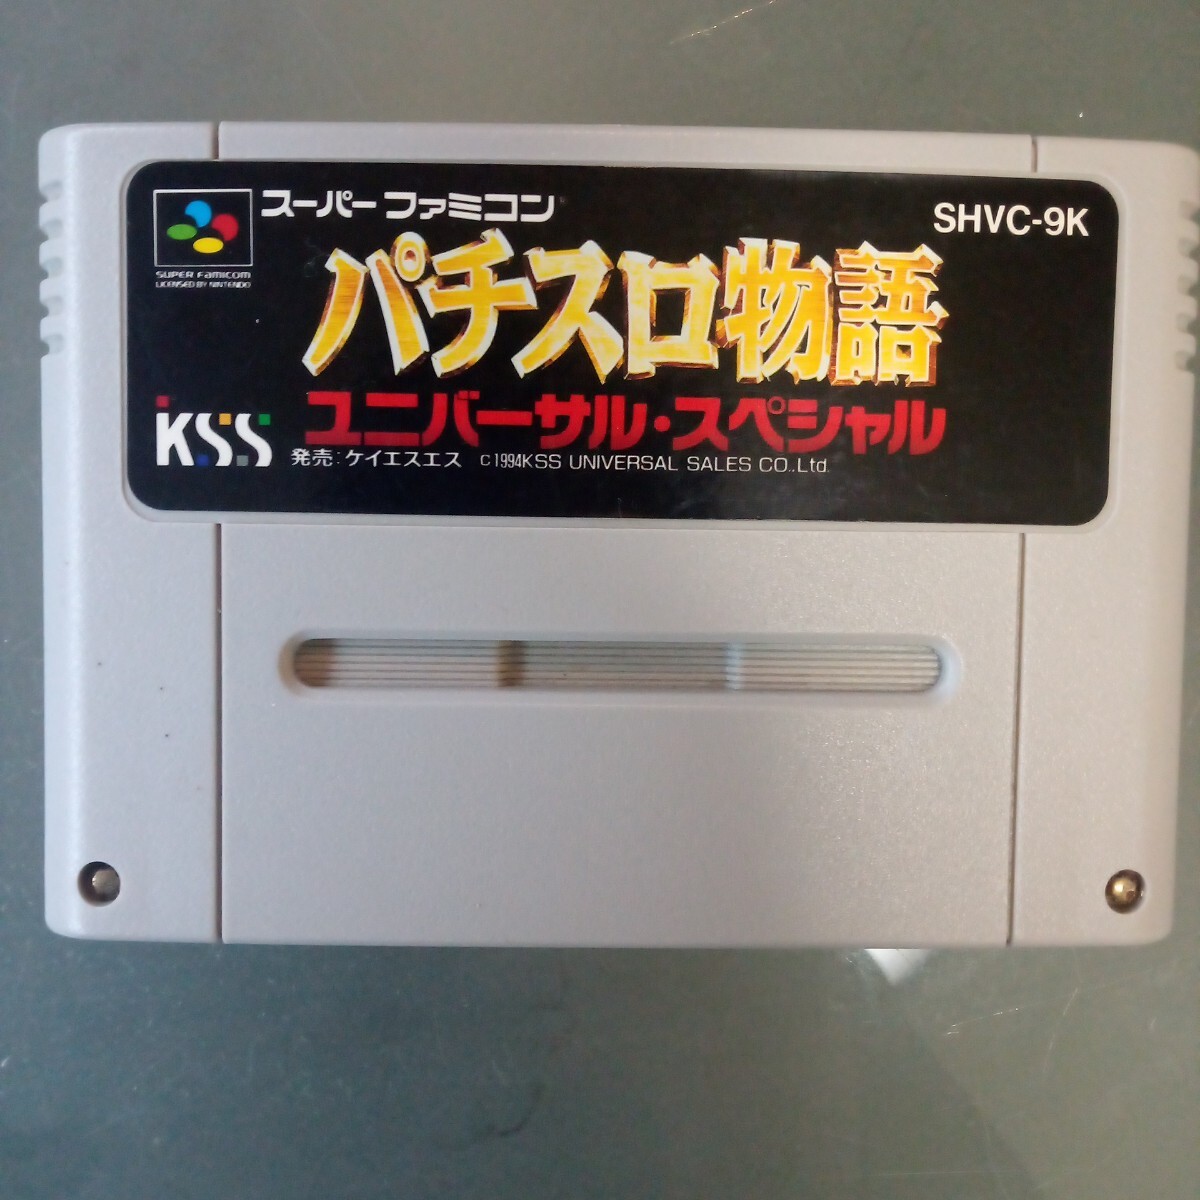 スーパーファミコン
SHVC-9K
SUPER FAMICOM
LICENSED BY NINTENDO
パチスロ物語
ユニバーサル・スペシャル
KSS
発売:ケイエスエス C1994KSS UNIVERSAL SALES CO.,Ltd.